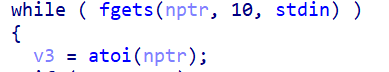 while ( fgets(nptr, 10, stdin) )
{
v3 = atoi(nptr);